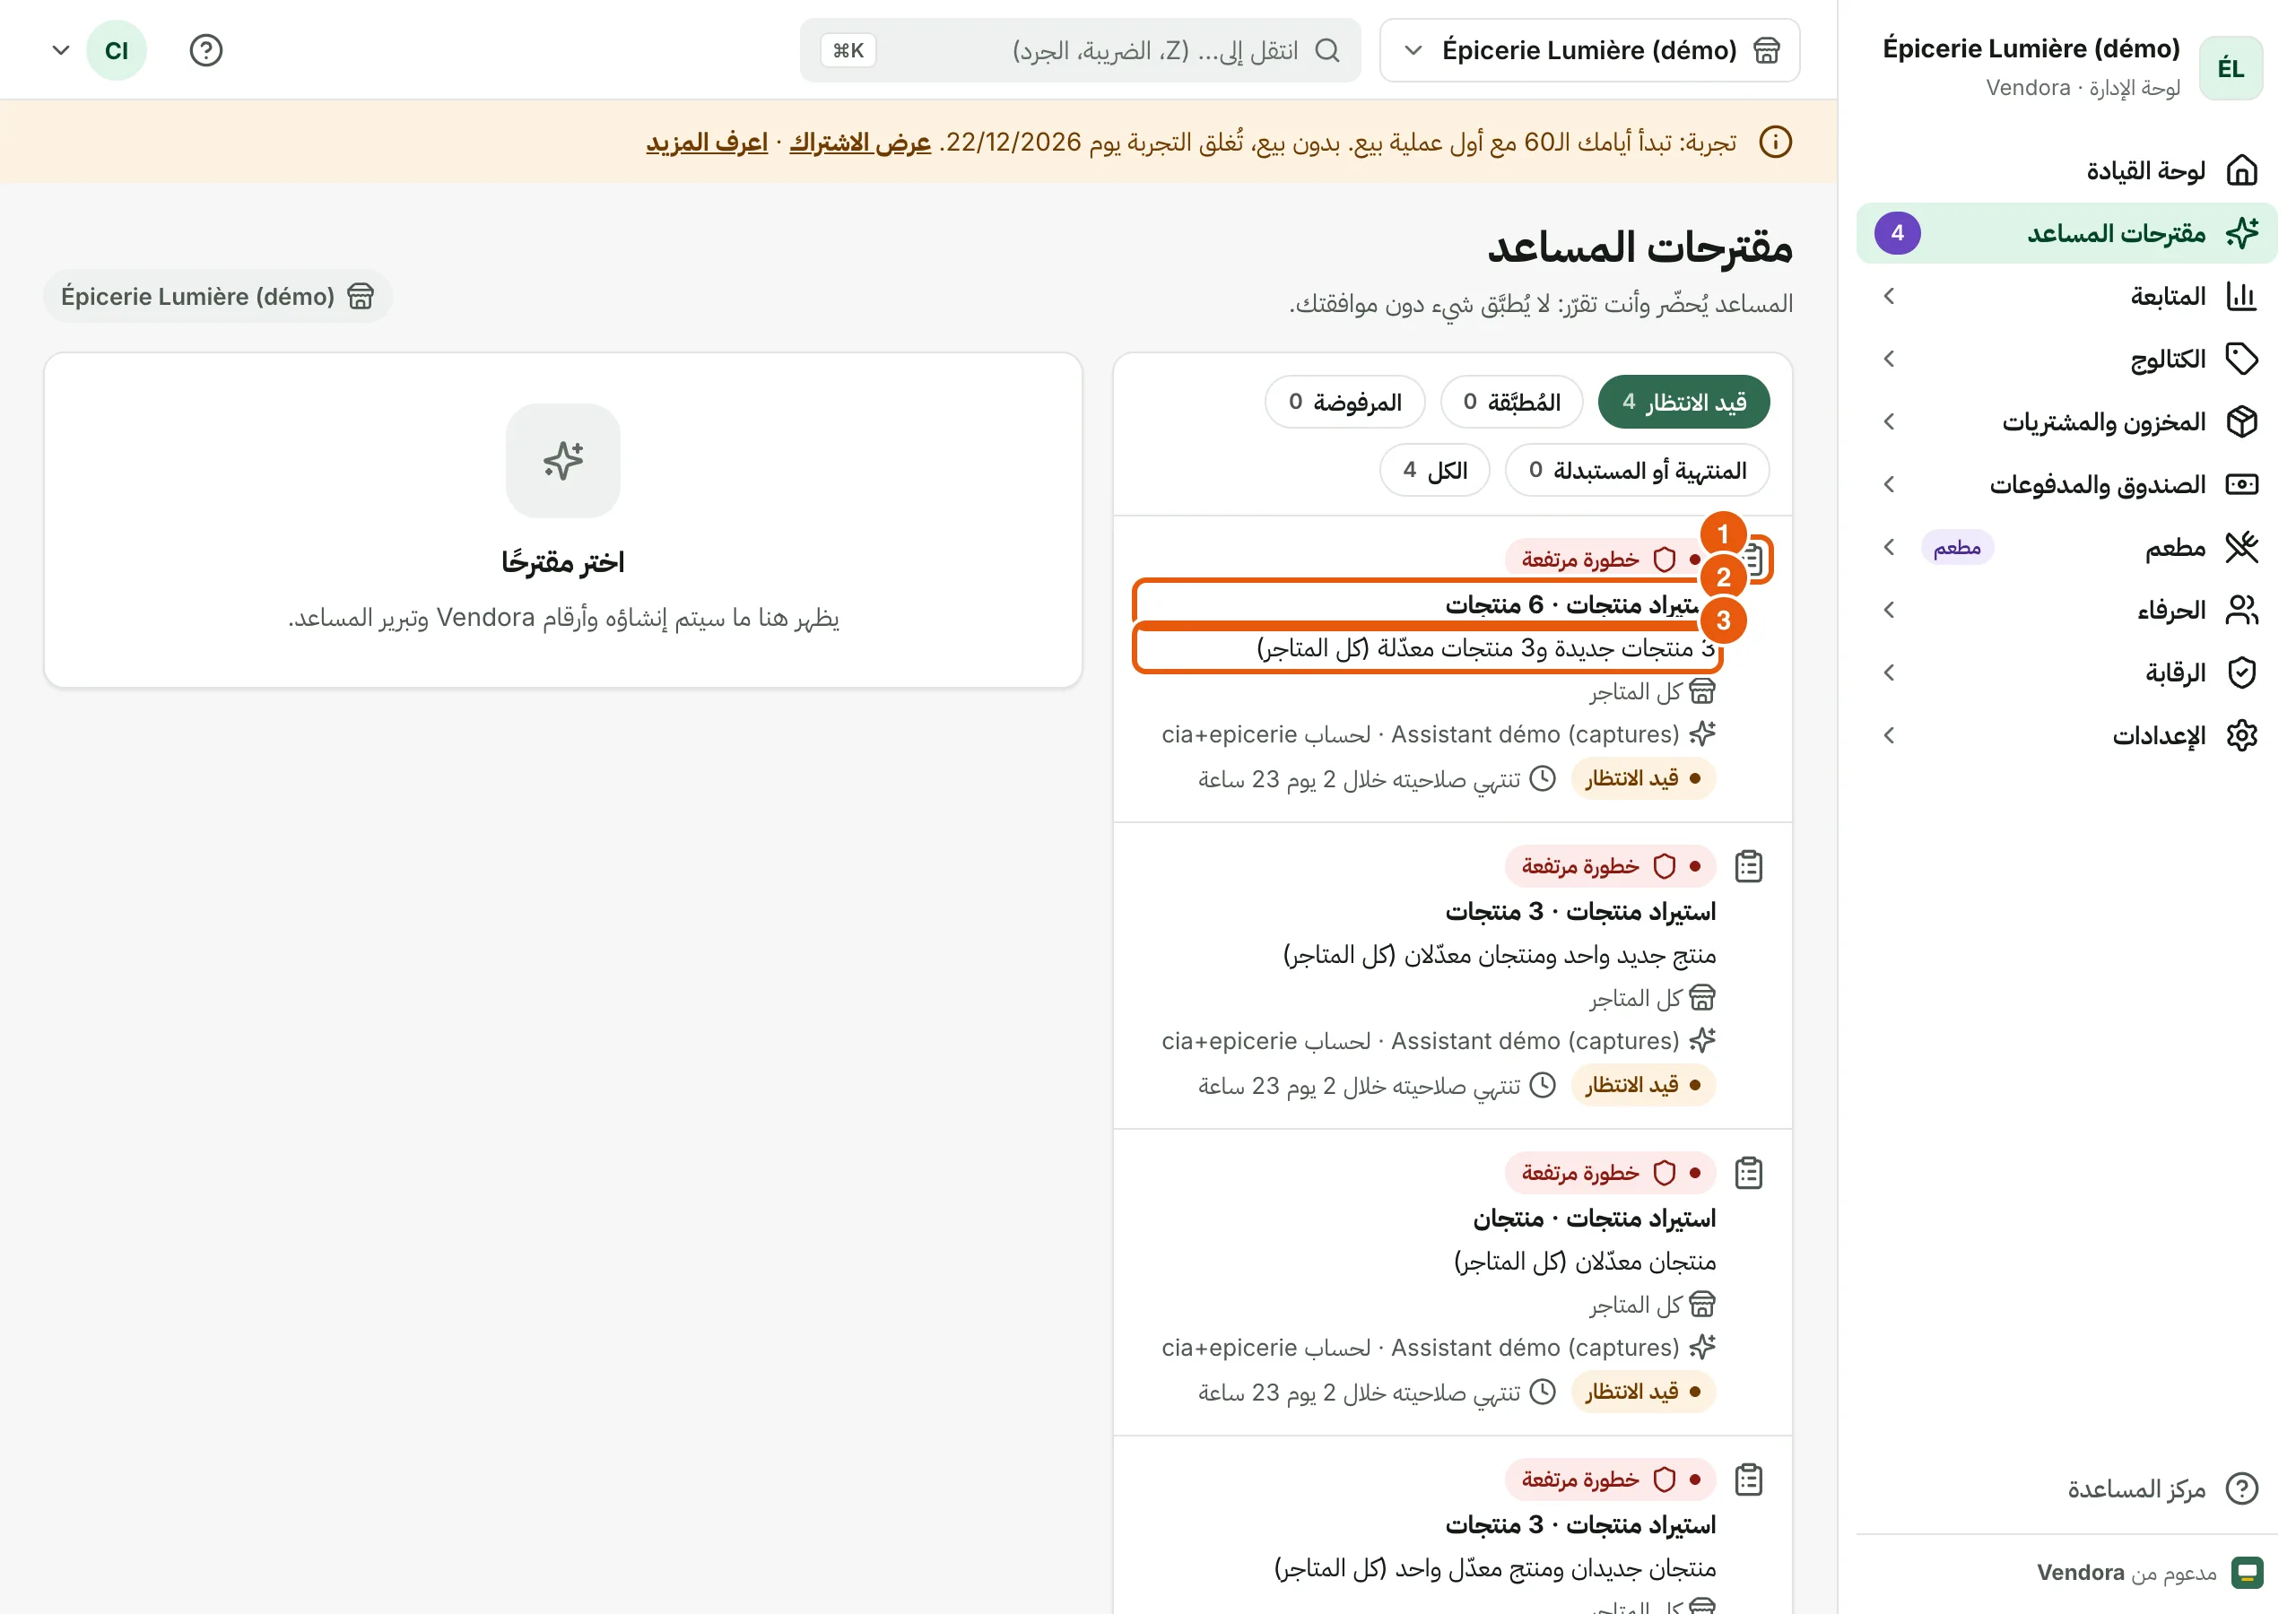 Épicerie Lumière (démo)
ÉL
لوحة الإدارة · Vendora
لوحة القيادة
مقترحات المساعد 4
المتابعة
الكتالوج
المخزون والمشتريات
الصندوق والمدفوعات
مطعم مطعم
الحرفاء
الرقابة
الإعدادات
مركز المساعدة
مدعوم من Vendora
Épicerie Lumière (démo)
انتقل إلى... (Z، الضريبة، الجرد) ⌘K
CI
تجربة: تبدأ أيامك الـ60 مع أول عملية بيع. بدون بيع، تُغلق التجربة يوم 22/12/2026. عرض الاشتراك · اعرف المزيد
مقترحات المساعد
المساعد يُحضّر وأنت تقرّر: لا يُطبَّق شيء دون موافقتك.
Épicerie Lumière (démo)
قيد الانتظار 4
المُطبَّقة 0
المرفوضة 0
المنتهية أو المستبدلة 0
الكل 4
1
خطورة مرتفعة
2
منتجات · 6 منتجات
3
3 منتجات جديدة و3 منتجات معدّلة (كل المتاجر)
كل المتاجر
Assistant démo (captures) · لحساب cia+epicerie
قيد الانتظار
تنتهي صلاحيته خلال 2 يوم 23 ساعة
خطورة مرتفعة
استيراد منتجات · 3 منتجات
منتج جديد واحد ومنتجان معدّلان (كل المتاجر)
كل المتاجر
Assistant démo (captures) · لحساب cia+epicerie
قيد الانتظار
تنتهي صلاحيته خلال 2 يوم 23 ساعة
خطورة مرتفعة
استيراد منتجات · منتجان
منتجان معدّلان (كل المتاجر)
كل المتاجر
Assistant démo (captures) · لحساب cia+epicerie
قيد الانتظار
تنتهي صلاحيته خلال 2 يوم 23 ساعة
خطورة مرتفعة
استيراد منتجات · 3 منتجات
منتجان جديدان ومنتج معدّل واحد (كل المتاجر)
اختر مقترحًا
يظهر هنا ما سيتم إنشاؤه وأرقام Vendora وتبرير المساعد.